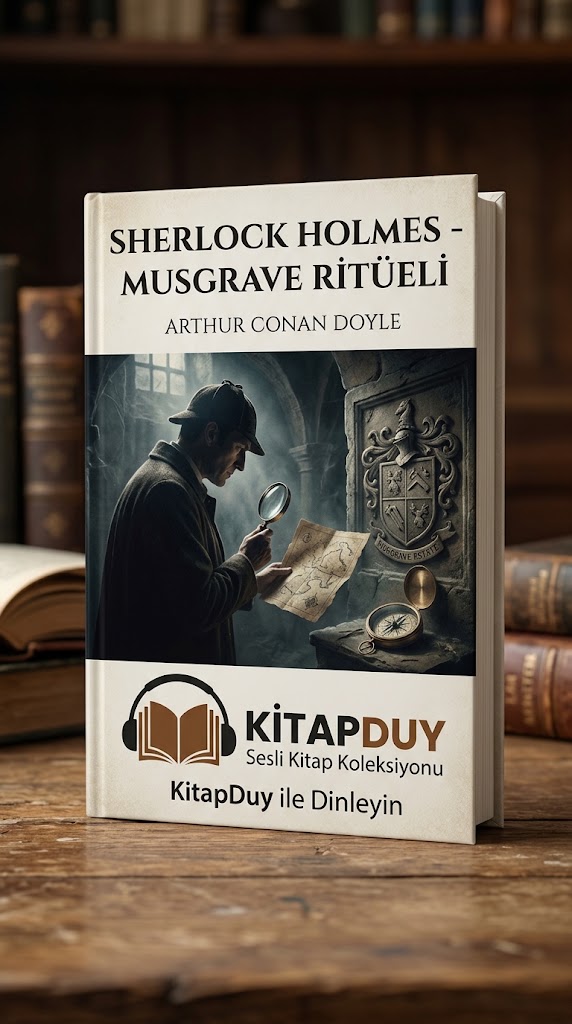 SHERLOCK HOLMES -
MUSGRAVE RİTÜELİ
ARTHUR CONAN DOYLE
KİTAPDUY
Sesli Kitap Koleksiyonu
KitapDuy ile Dinleyin